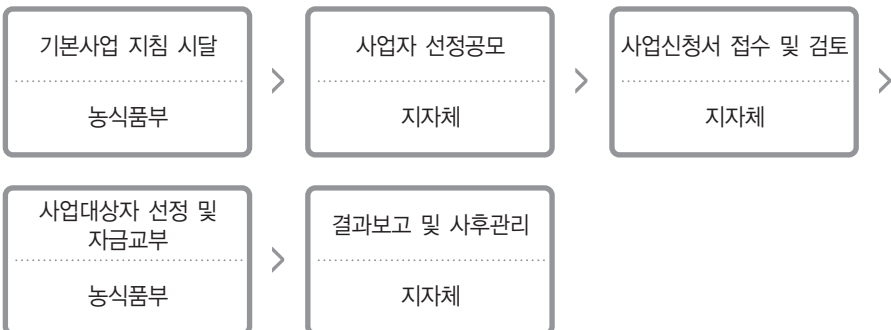 기본사업 지침 시달
농식품부
사업자 선정공모
지자체
사업신청서 접수 및 검토
지자체
사업대상자 선정 및
자금교부
농식품부
결과보고 및 사후관리
지자체